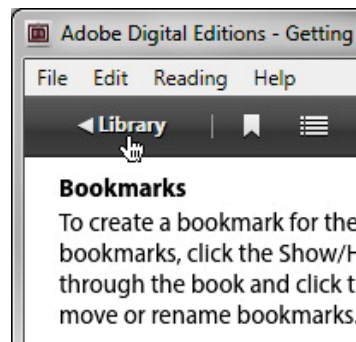 Adobe Digital Editions - Getting
File Edit Reading Help
Library
Bookmarks
To create a bookmark for the
bookmarks, click the Show/H
through the book and click t
move or rename bookmarks.